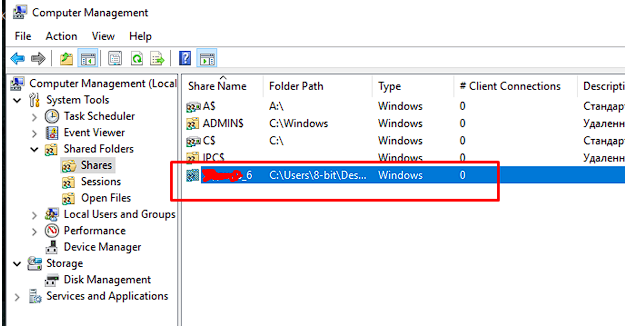 Computer Management
File Action View Help
Computer Management (Local
System Tools
Task Scheduler
Event Viewer
Shared Folders
Shares
Sessions
Open Files
Local Users and Groups
Performance
Device Manager
Storage
Disk Management
Services and Applications
Share Name Folder Path Type # Client Connections Descripti
A$ A:\ Windows 0 Стандарт
ADMIN$ C:\Windows Windows 0 Удаленн
C$ C:\ Windows 0 Стандарт
IPC$ Windows 0 Удаленн
_6 C:\Users\8-bit\Des... Windows 0